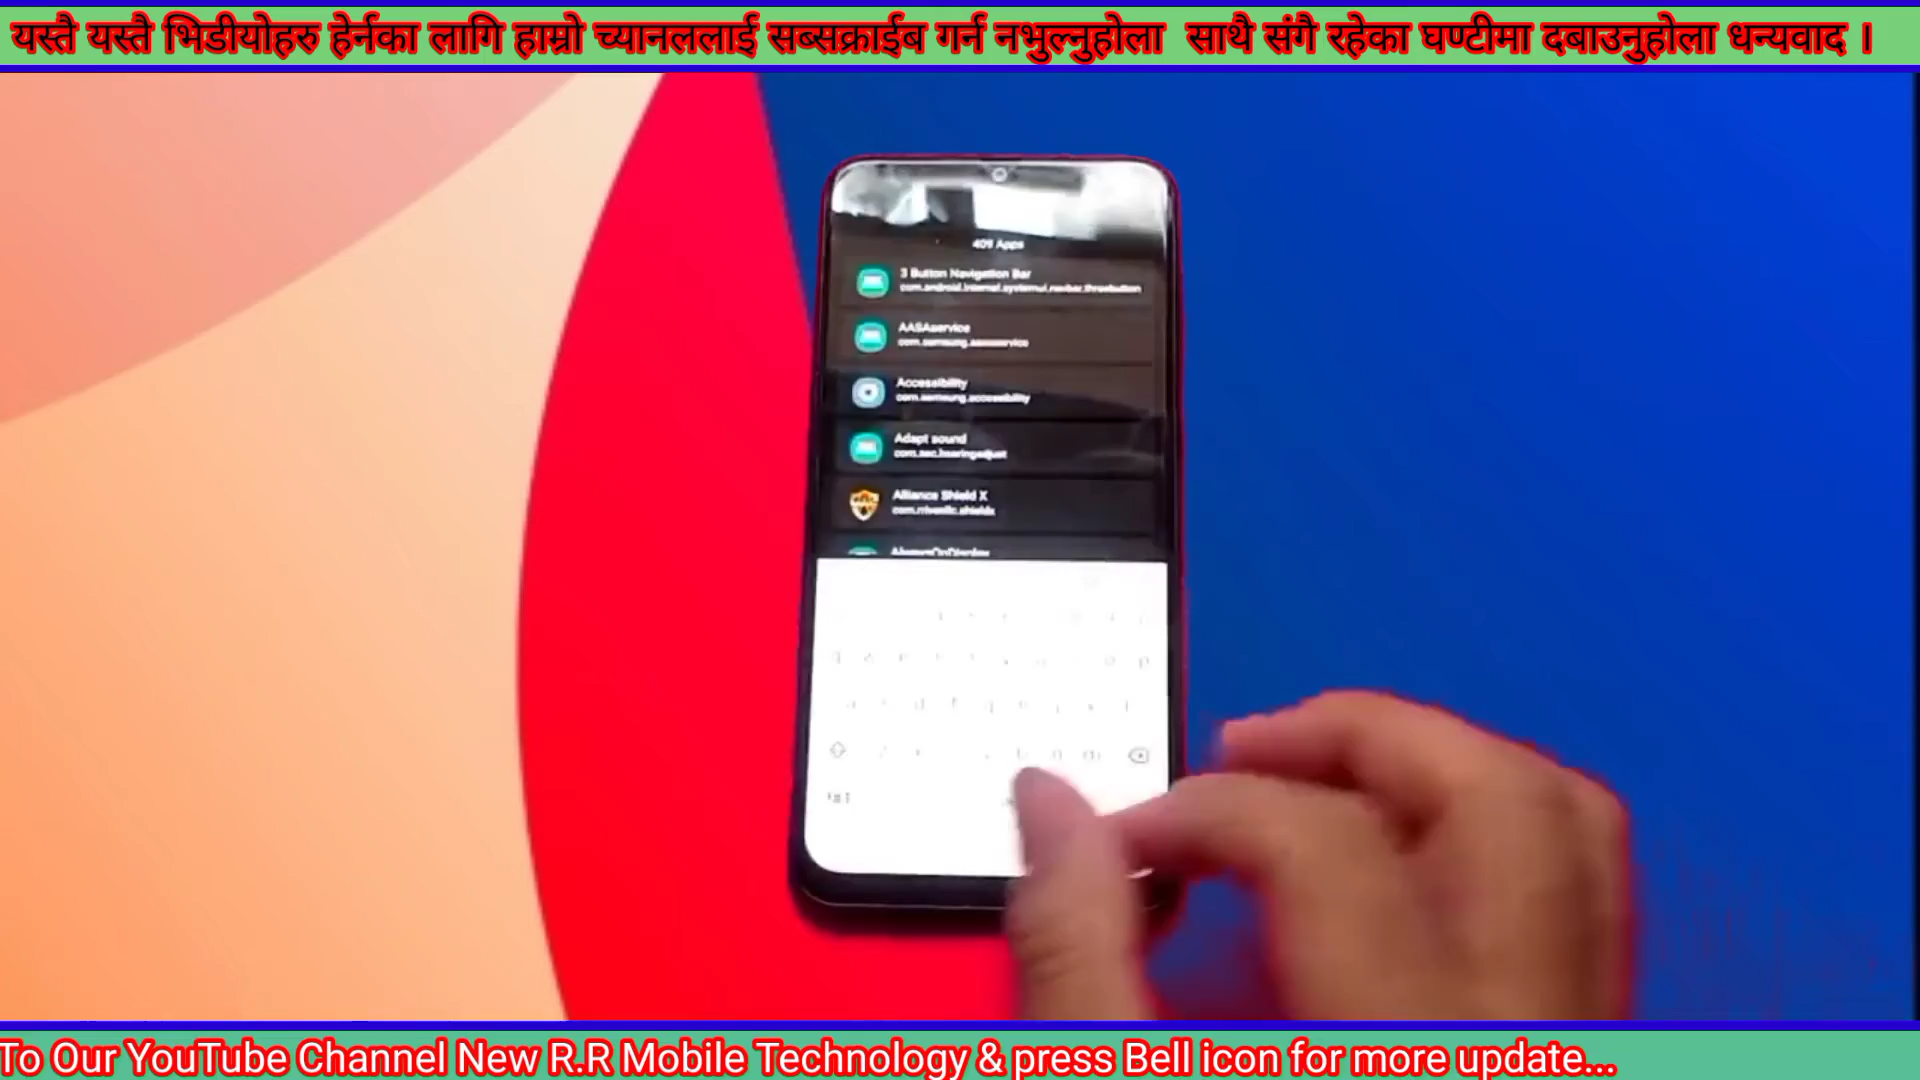 यस्तै यस्तै भिडीयोहरु हेर्नका लागि हाम्रो च्यानललाई सब्सक्राईब गर्न नभुल्नुहोला साथै संगै रहेका घण्टीमा दबाउनुहोला धन्यवाद ।
409 Apps
3 Button Navigation Bar
com.android.internal.systemui.navbar.threebutton
AASAservice
com.samsung.aasaservice
Accessibility
com.samsung.accessibility
Adapt sound
com.sec.hearingadjust
Alliance Shield X
com.rrivenllc.shieldx
AlwaysOnDisplay
!#1
To Our YouTube Channel New R.R Mobile Technology & press Bell icon for more update...